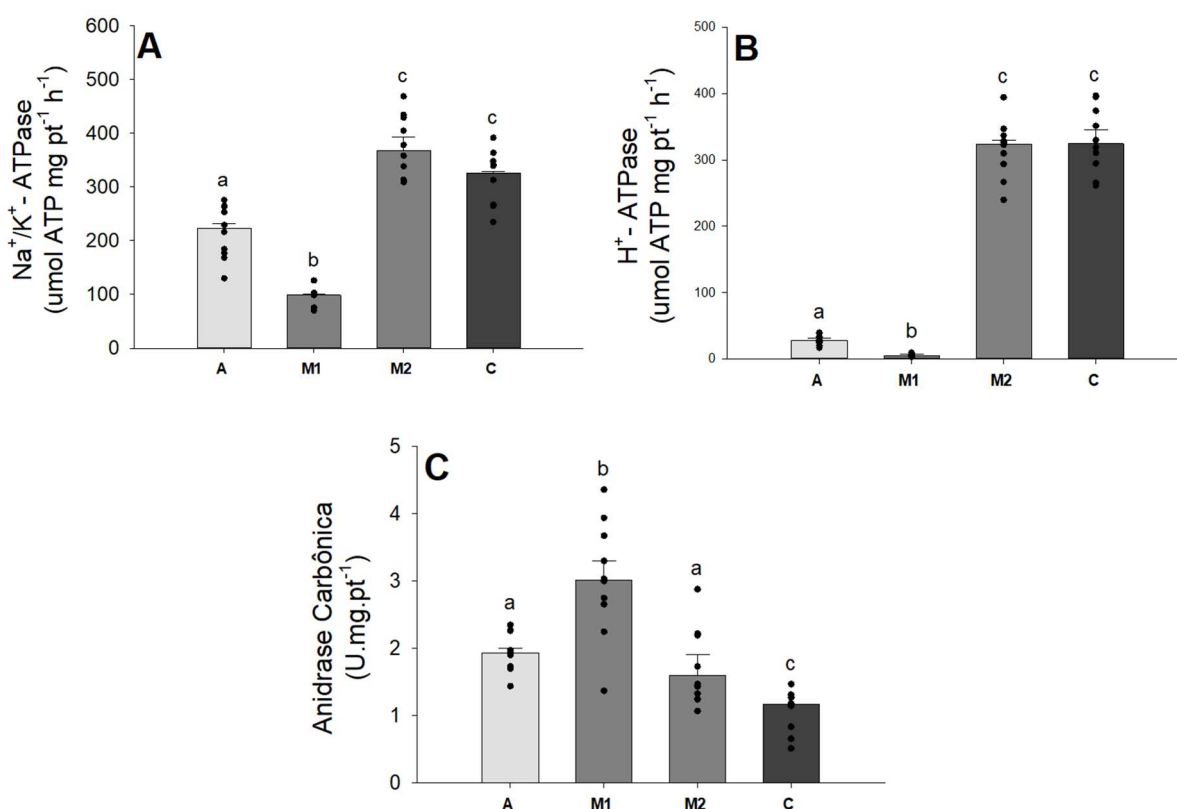 A
Na⁺/K⁺- ATPase
(umol ATP mg pt⁻¹ h⁻¹)
600
500
400
300
200
100
0
a
b
c
c
A
M1
M2
C
B
H⁺- ATPase
(umol ATP mg pt⁻¹ h⁻¹)
500
400
300
200
100
0
a
b
c
c
A
M1
M2
C
C
Anidrase Carbônica
(U.mg.pt⁻¹)
5
4
3
2
1
0
a
b
a
c
A
M1
M2
C